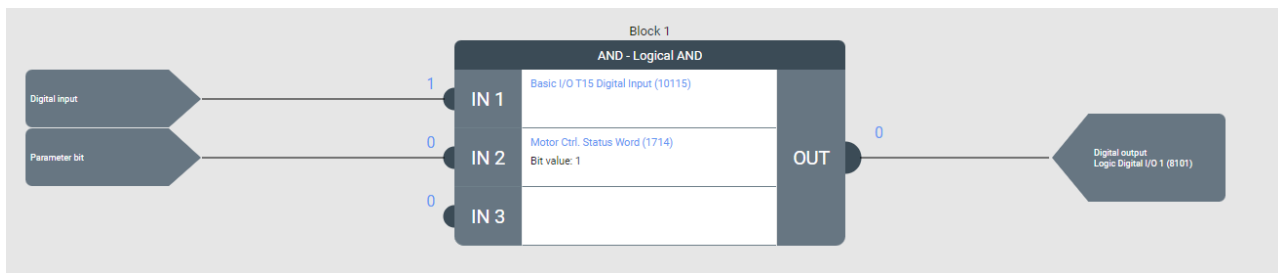 Block 1
AND - Logical AND
Digital input
1
IN 1
Basic I/O T15 Digital Input (10115)
Parameter bit
0
IN 2
Motor Ctrl. Status Word (1714)
Bit value: 1
OUT
0
Digital output
Logic Digital I/O 1 (8101)
0
IN 3